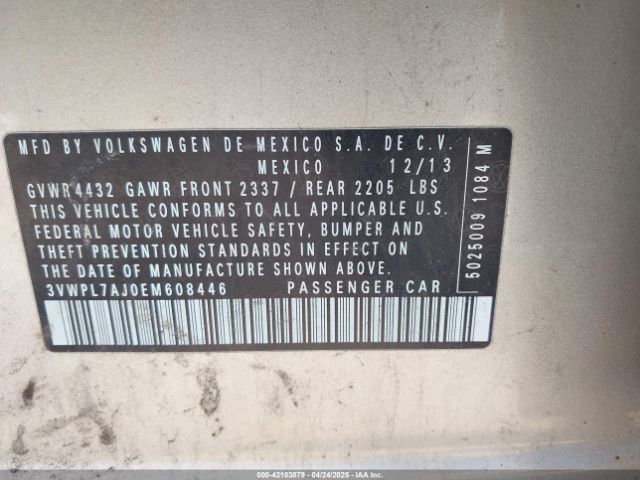 MFD BY VOLKSWAGEN DE MEXICO S.A. DE C.V.
MEXICO 12/13
GVWR 4432 GAWR FRONT 2337 / REAR 2205 LBS
THIS VEHICLE CONFORMS TO ALL APPLICABLE U.S.
FEDERAL MOTOR VEHICLE SAFETY, BUMPER AND
THEFT PREVENTION STANDARDS IN EFFECT ON
THE DATE OF MANUFACTURE SHOWN ABOVE.
3VWPL7AJ0EM608446 PASSENGER CAR
5025009 1084 M
000-42103879 - 04/24/2025 - IAAI.COM